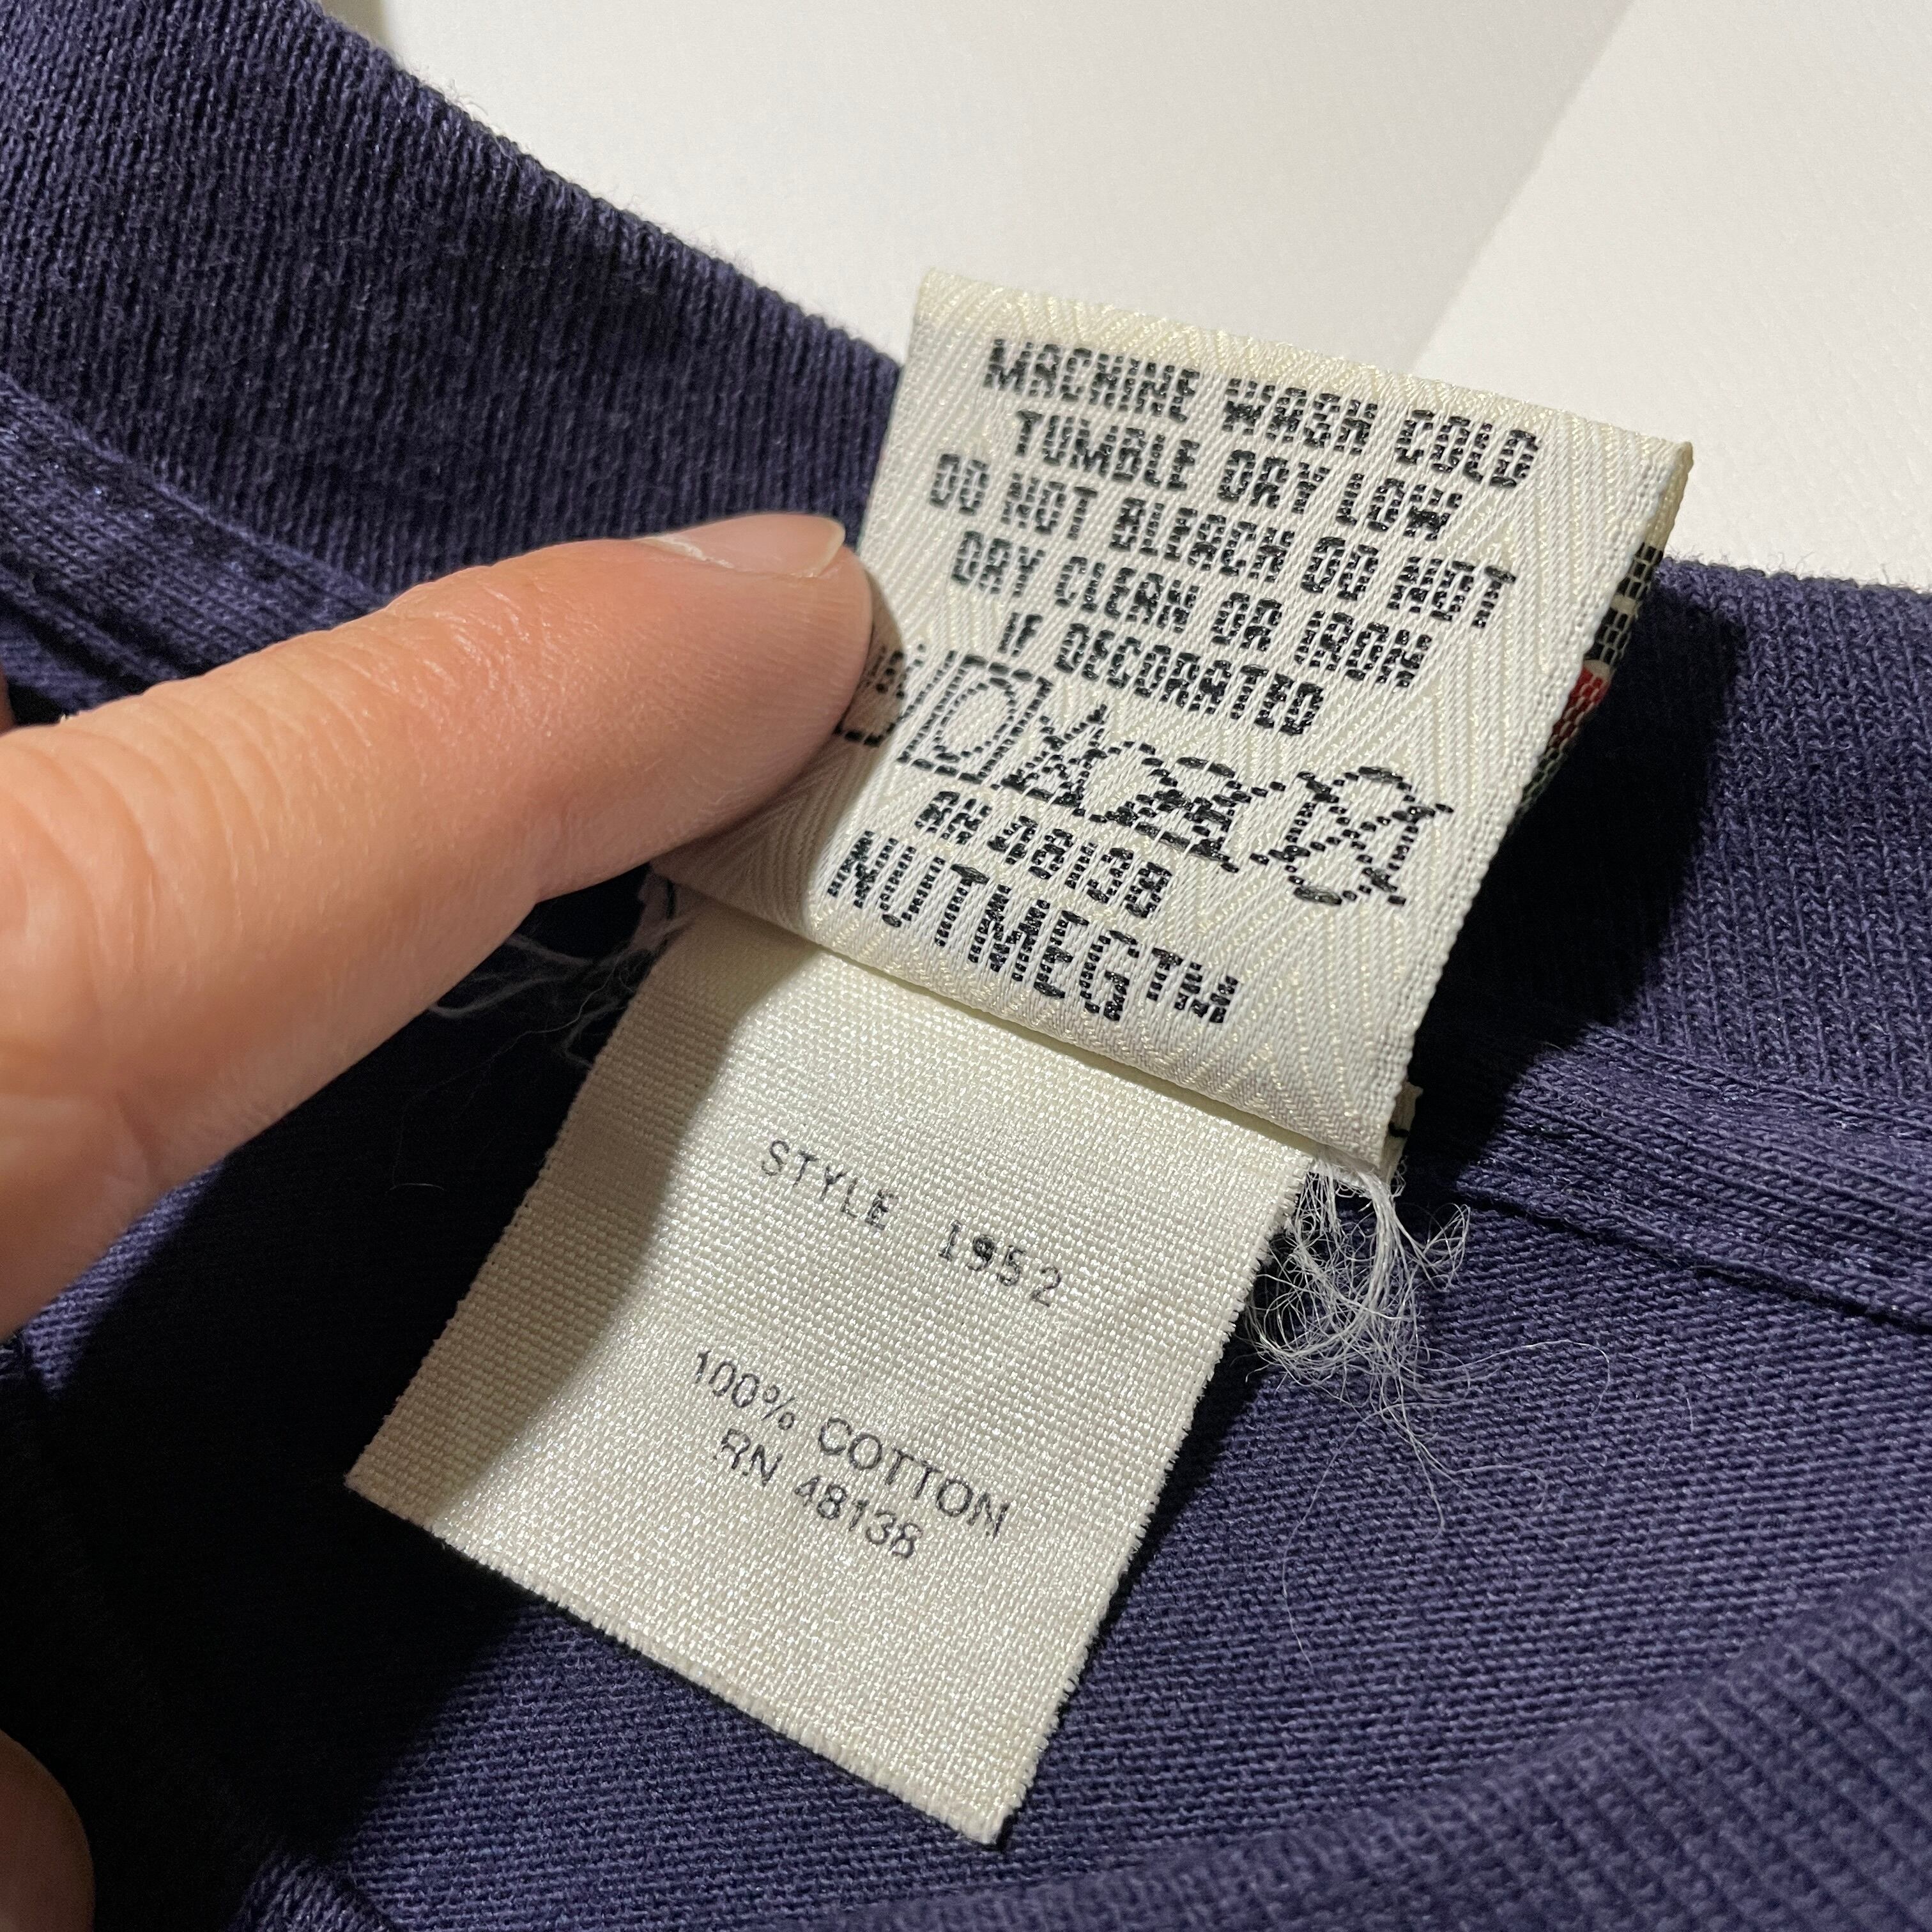 MACHINE WASH COLD
TUMBLE DRY LOW
DO NOT BLEACH DO NOT
DRY CLEAN OR IRON
IF DECORATED
RN 48138
NUTMEG™
STYLE 1952
100% COTTON
RN 48138